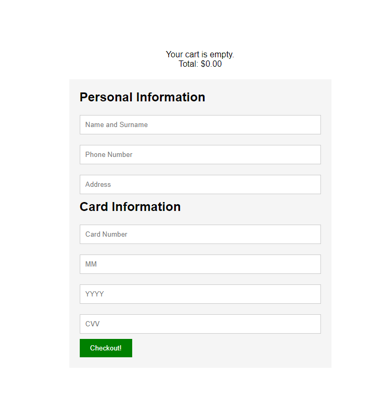 Your cart is empty.
Total: $0.00
Personal Information
Name and Surname
Phone Number
Address
Card Information
Card Number
MM
YYYY
CVV
Checkout!